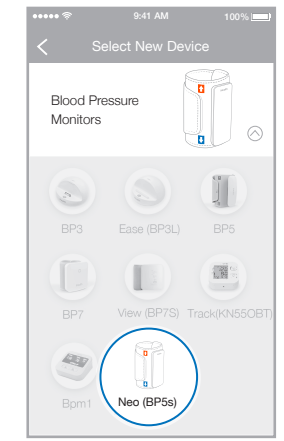 9:41 AM
100%
Select New Device
Blood Pressure
Monitors
BP3
Ease (BP3L)
BP5
BP7
View (BP7S)
Track(KN55OBT)
Bpm1
Neo (BP5s)